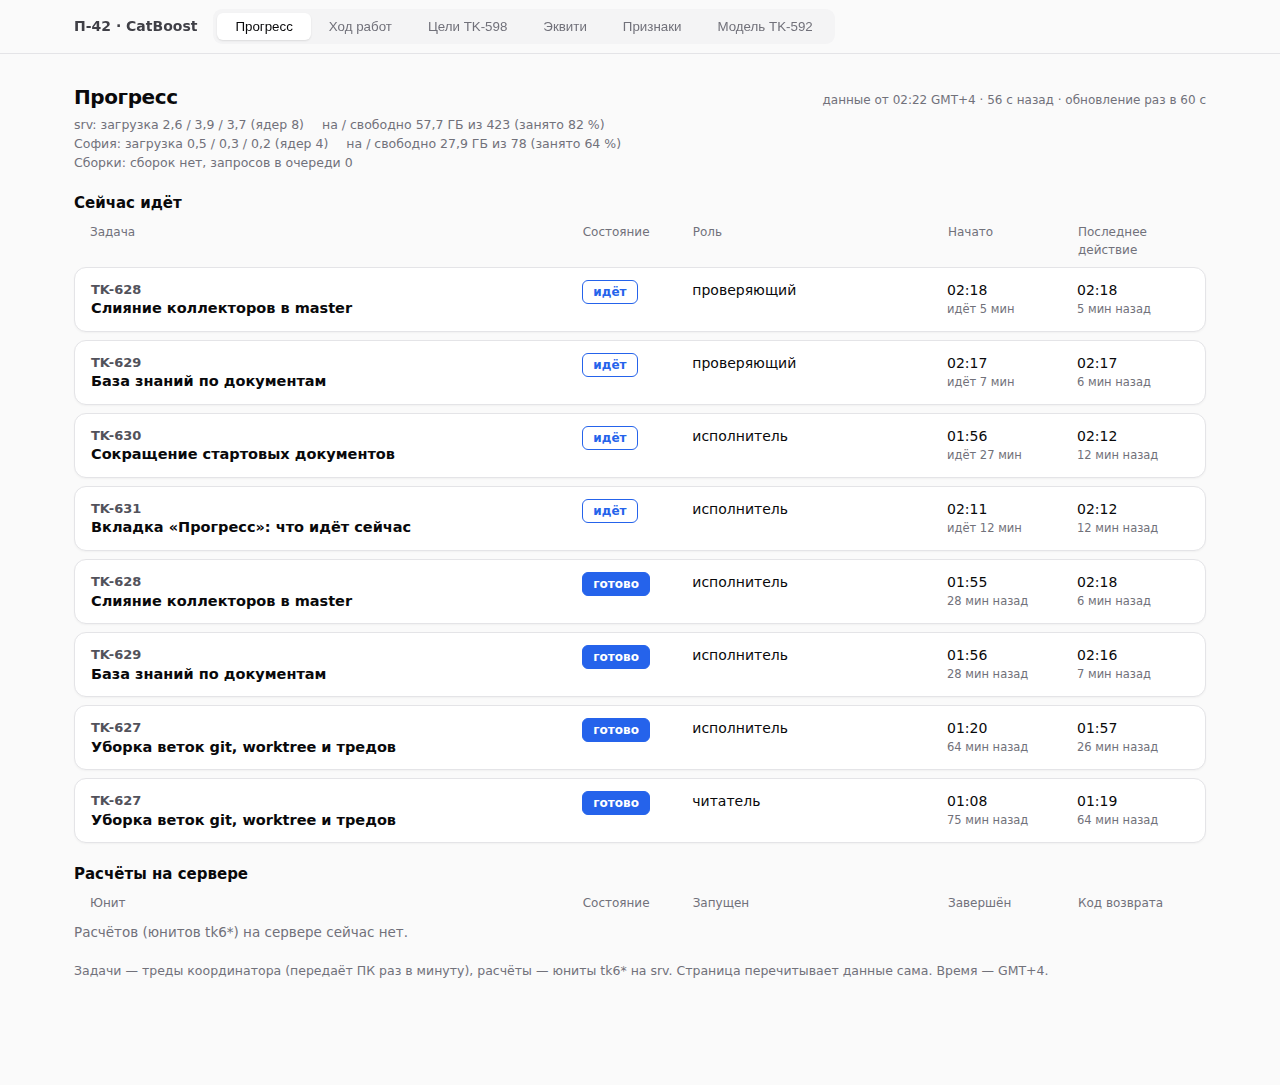 П-42 · CatBoost
Прогресс
Ход работ
Цели TK-598
Эквити
Признаки
Модель TK-592
Прогресс
данные от 02:22 GMT+4 · 56 с назад · обновление раз в 60 с
srv: загрузка 2,6 / 3,9 / 3,7 (ядер 8) на / свободно 57,7 ГБ из 423 (занято 82 %)
София: загрузка 0,5 / 0,3 / 0,2 (ядер 4) на / свободно 27,9 ГБ из 78 (занято 64 %)
Сборки: сборок нет, запросов в очереди 0
Сейчас идёт
Задача Состояние Роль Начато Последнее действие
TK-628 идёт проверяющий 02:18 02:18
Слияние коллекторов в master идёт 5 мин 5 мин назад
TK-629 идёт проверяющий 02:17 02:17
База знаний по документам идёт 7 мин 6 мин назад
TK-630 идёт исполнитель 01:56 02:12
Сокращение стартовых документов идёт 27 мин 12 мин назад
TK-631 идёт исполнитель 02:11 02:12
Вкладка «Прогресс»: что идёт сейчас идёт 12 мин 12 мин назад
TK-628 готово исполнитель 01:55 02:18
Слияние коллекторов в master 28 мин назад 6 мин назад
TK-629 готово исполнитель 01:56 02:16
База знаний по документам 28 мин назад 7 мин назад
TK-627 готово исполнитель 01:20 01:57
Уборка веток git, worktree и тредов 64 мин назад 26 мин назад
TK-627 готово читатель 01:08 01:19
Уборка веток git, worktree и тредов 75 мин назад 64 мин назад
Расчёты на сервере
Юнит Состояние Запущен Завершён Код возврата
Расчётов (юнитов tk6*) на сервере сейчас нет.
Задачи — треды координатора (передаёт ПК раз в минуту), расчёты — юниты tk6* на srv. Страница перечитывает данные сама. Время — GMT+4.